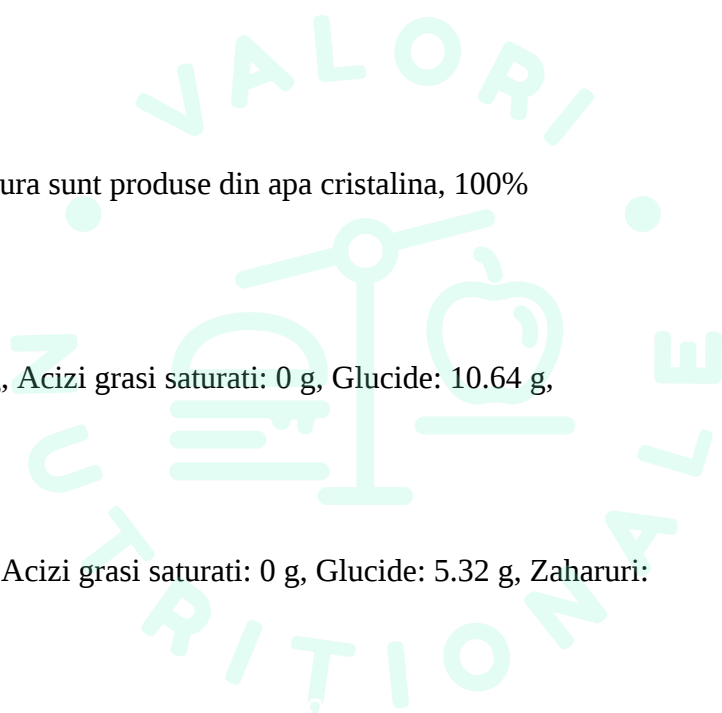 VALORI
ura sunt produse din apa cristalina, 100%
, Acizi grasi saturati: 0 g, Glucide: 10.64 g,
Acizi grasi saturati: 0 g, Glucide: 5.32 g, Zaharuri:
NUTRITIONALE